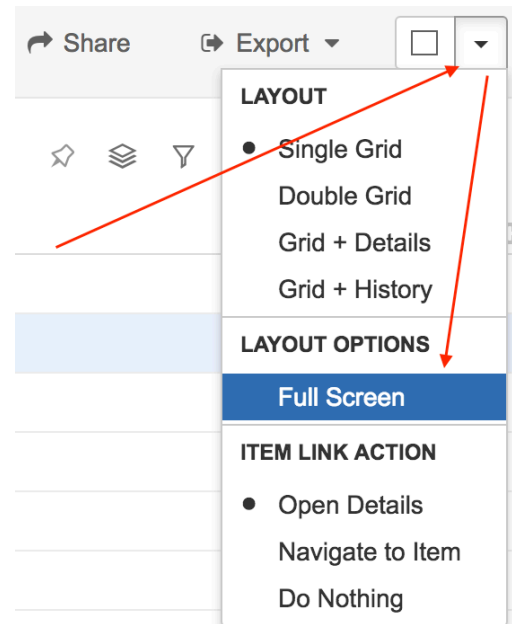 Share
Export
LAYOUT
Single Grid
Double Grid
Grid + Details
Grid + History
LAYOUT OPTIONS
Full Screen
ITEM LINK ACTION
Open Details
Navigate to Item
Do Nothing